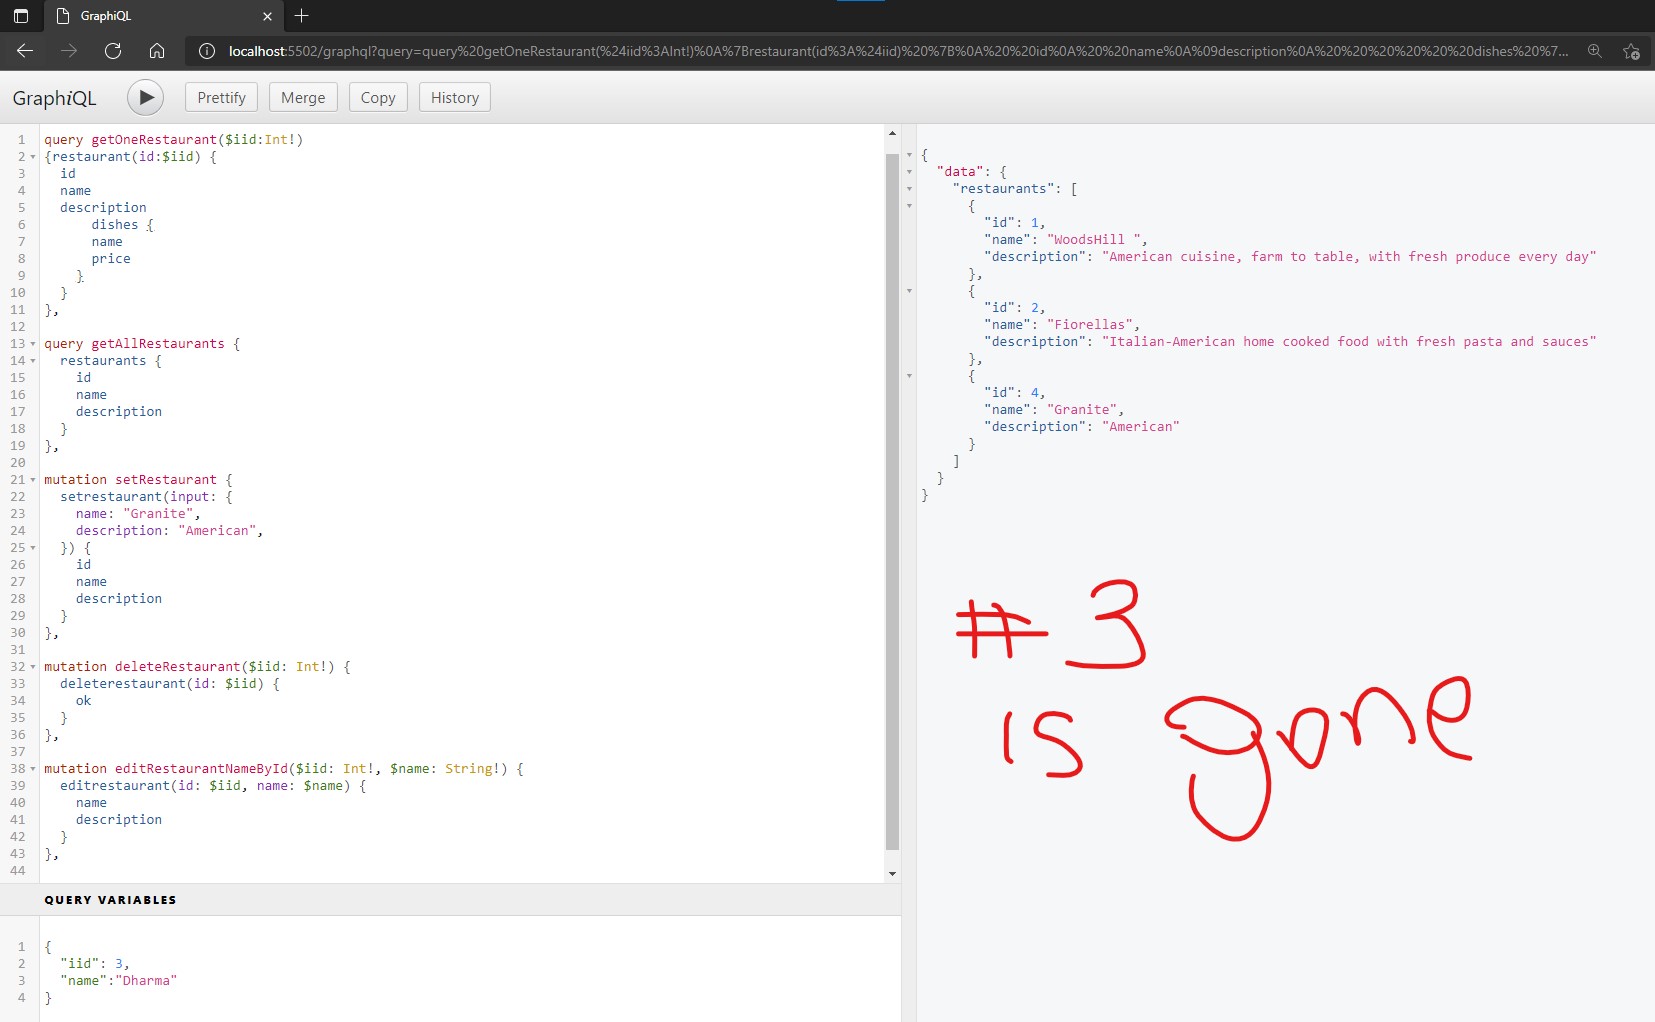 GraphiQL
localhost:5502/graphql?query=query%20getOneRestaurant(%24iid%3AInt!)%0A%7Brestaurant(id%3A%24iid)%20%7B%0A%20%20id%0A%20%20name%0A%09description%0A%20%20%20%20%20%20dishes%20%7...
GraphiQL Prettify Merge Copy History
1 query getOneRestaurant($iid:Int!)
2 {restaurant(id:$iid) {
3 id
4 name
5 description
6 dishes {
7 name
8 price
9 }
10 }
11 },
12
13 query getAllRestaurants {
14 restaurants {
15 id
16 name
17 description
18 }
19 },
20
21 mutation setRestaurant {
22 setrestaurant(input: {
23 name: "Granite",
24 description: "American",
25 }) {
26 id
27 name
28 description
29 }
30 },
31
32 mutation deleteRestaurant($iid: Int!) {
33 deleterestaurant(id: $iid) {
34 ok
35 }
36 },
37
38 mutation editRestaurantNameById($iid: Int!, $name: String!) {
39 editrestaurant(id: $iid, name: $name) {
40 name
41 description
42 }
43 },
44
QUERY VARIABLES
1 {
2 "iid": 3,
3 "name":"Dharma"
4 }
{
"data": {
"restaurants": [
{
"id": 1,
"name": "WoodsHill ",
"description": "American cuisine, farm to table, with fresh produce every day"
},
{
"id": 2,
"name": "Fiorellas",
"description": "Italian-American home cooked food with fresh pasta and sauces"
},
{
"id": 4,
"name": "Granite",
"description": "American"
}
]
}
}
# 3
is gone